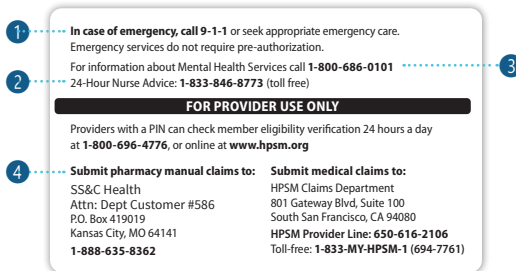 1
In case of emergency, call 9-1-1 or seek appropriate emergency care.
Emergency services do not require pre-authorization.
For information about Mental Health Services call 1-800-686-0101
3
2
24-Hour Nurse Advice: 1-833-846-8773 (toll free)
FOR PROVIDER USE ONLY
Providers with a PIN can check member eligibility verification 24 hours a day
at 1-800-696-4776, or online at www.hpsm.org
4
Submit pharmacy manual claims to:
SS&C Health
Attn: Dept Customer #586
P.O. Box 419019
Kansas City, MO 64141
1-888-635-8362
Submit medical claims to:
HPSM Claims Department
801 Gateway Blvd, Suite 100
South San Francisco, CA 94080
HPSM Provider Line: 650-616-2106
Toll-free: 1-833-MY-HPSM-1 (694-7761)